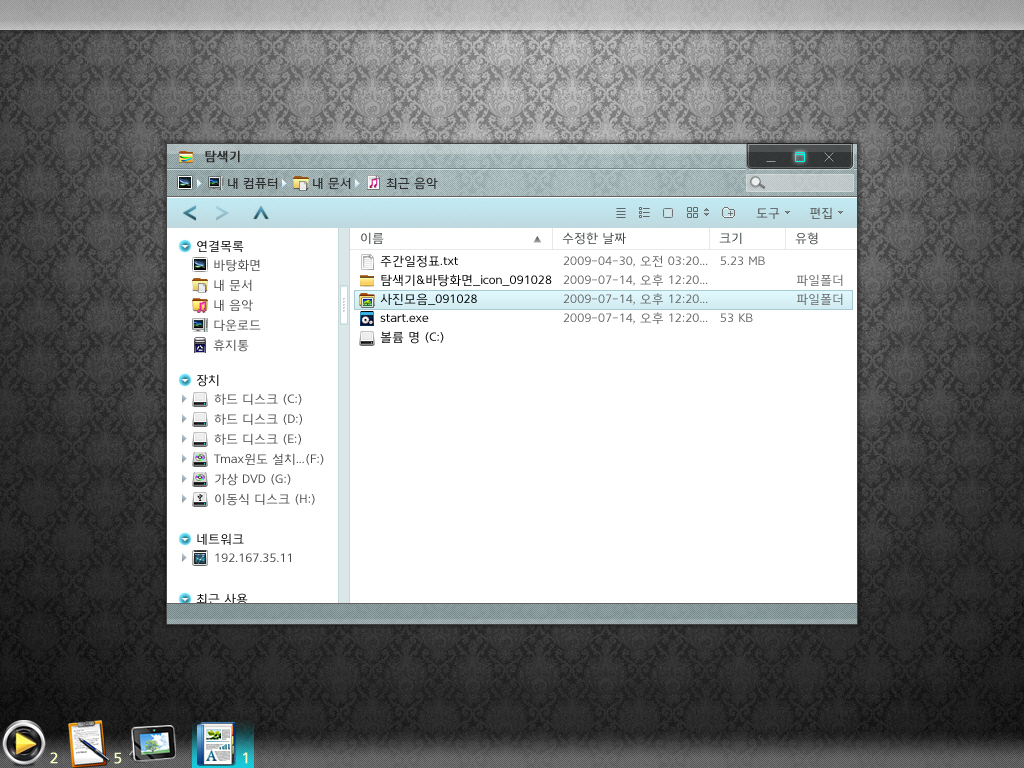 탐색기
내 컴퓨터 내 문서 최근 음악
도구 편집
연결목록
바탕화면
내 문서
내 음악
다운로드
휴지통
장치
하드 디스크 (C:)
하드 디스크 (D:)
하드 디스크 (E:)
Tmax윈도 설치...(F:)
가상 DVD (G:)
이동식 디스크 (H:)
네트워크
192.167.35.11
최근 사용
이름 수정한 날짜 크기 유형
주간일정표.txt 2009-04-30, 오전 03:20... 5.23 MB
탐색기&바탕화면_icon_091028 2009-07-14, 오후 12:20... 파일폴더
사진모음_091028 2009-07-14, 오후 12:20... 파일폴더
start.exe 2009-07-14, 오후 12:20... 53 KB
볼륨 명 (C:)
2 5 1